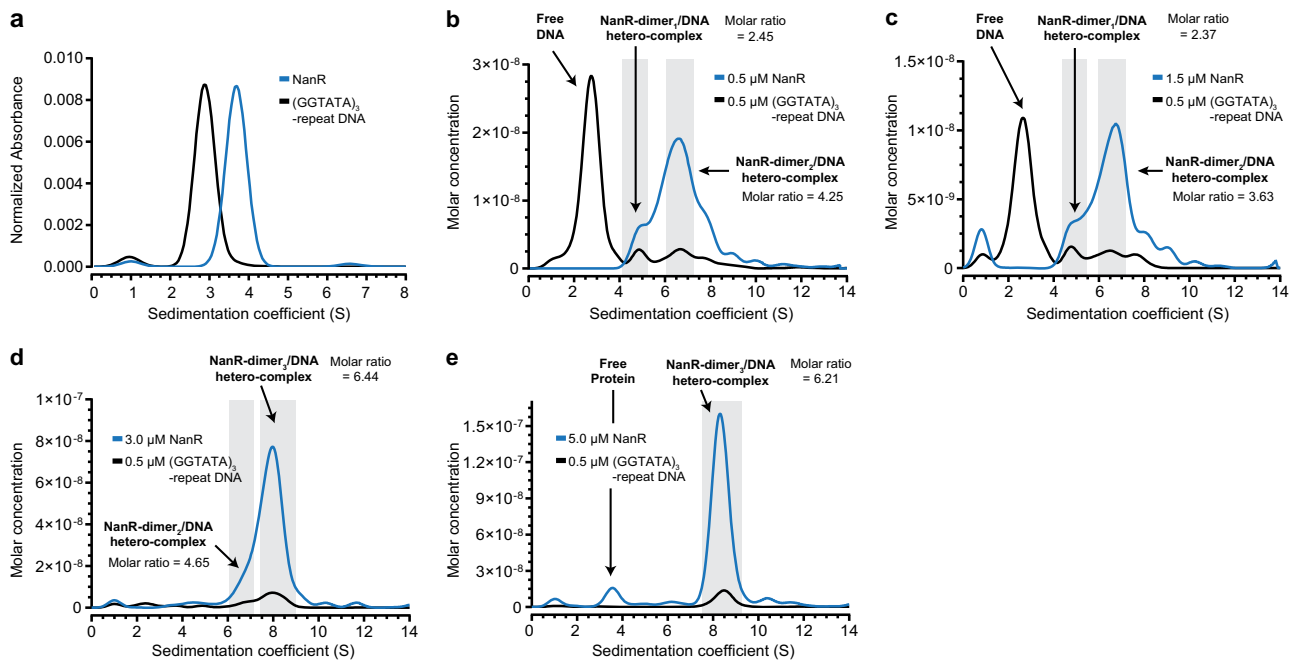 a
Normalized Absorbance
0.010
0.008
0.006
0.004
0.002
0.000
0 1 2 3 4 5 6 7 8
Sedimentation coefficient (S)
NanR
(GGTATA)₃
-repeat DNA
b
Free
DNA
NanR-dimer₁/DNA
hetero-complex
Molar ratio
= 2.45
Molar concentration
3×10⁻⁸
2×10⁻⁸
1×10⁻⁸
0
0 2 4 6 8 10 12 14
Sedimentation coefficient (S)
0.5 µM NanR
0.5 µM (GGTATA)₃
-repeat DNA
NanR-dimer₂/DNA
hetero-complex
Molar ratio = 4.25
c
Free
DNA
NanR-dimer₁/DNA
hetero-complex
Molar ratio
= 2.37
Molar concentration
1.5×10⁻⁸
1×10⁻⁸
5×10⁻⁹
0
0 2 4 6 8 10 12 14
Sedimentation coefficient (S)
1.5 µM NanR
0.5 µM (GGTATA)₃
-repeat DNA
NanR-dimer₂/DNA
hetero-complex
Molar ratio = 3.63
d
NanR-dimer₃/DNA
hetero-complex
Molar ratio
= 6.44
Molar concentration
1×10⁻⁷
8×10⁻⁸
6×10⁻⁸
4×10⁻⁸
2×10⁻⁸
0
0 2 4 6 8 10 12 14
Sedimentation coefficient (S)
3.0 µM NanR
0.5 µM (GGTATA)₃
-repeat DNA
NanR-dimer₂/DNA
hetero-complex
Molar ratio = 4.65
e
Free
Protein
NanR-dimer₃/DNA
hetero-complex
Molar ratio
= 6.21
Molar concentration
1.5×10⁻⁷
1.2×10⁻⁷
9×10⁻⁸
6×10⁻⁸
3×10⁻⁸
0
0 2 4 6 8 10 12 14
Sedimentation coefficient (S)
5.0 µM NanR
0.5 µM (GGTATA)₃
-repeat DNA